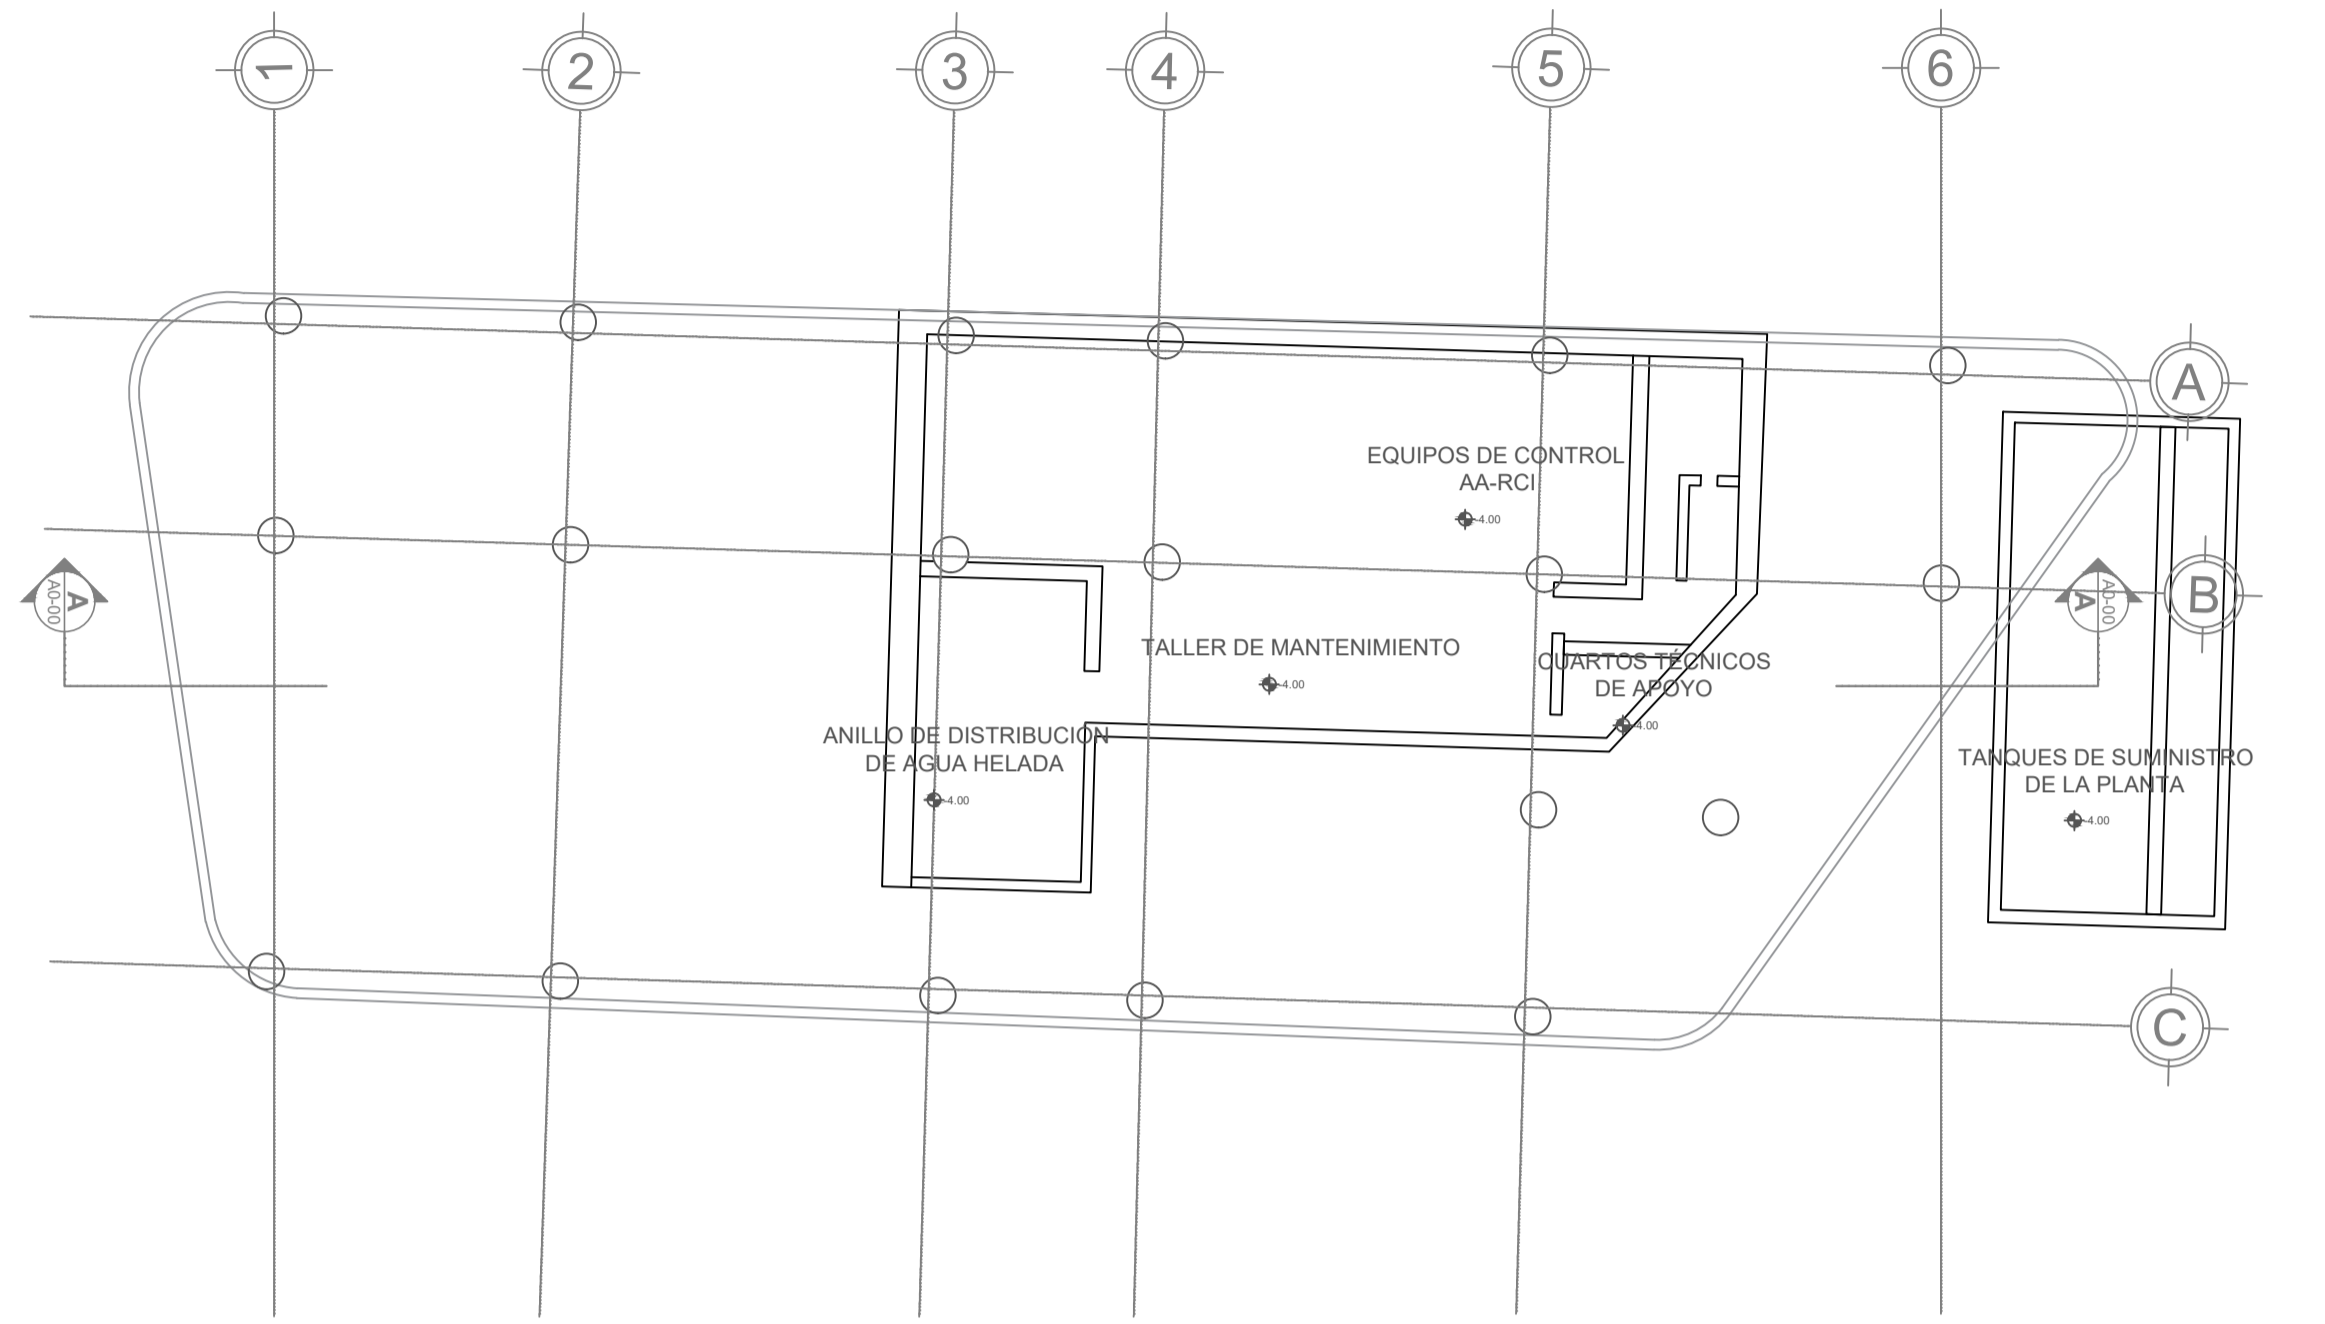 1
2
3
4
5
6
A
EQUIPOS DE CONTROL
AA-RCI
-4.00
B
A
A0-00
A
A0-00
TALLER DE MANTENIMIENTO
-4.00
CUARTOS TÉCNICOS
DE APOYO
-4.00
ANILLO DE DISTRIBUCIÓN
DE AGUA HELADA
-4.00
TANQUES DE SUMINISTRO
DE LA PLANTA
-4.00
C